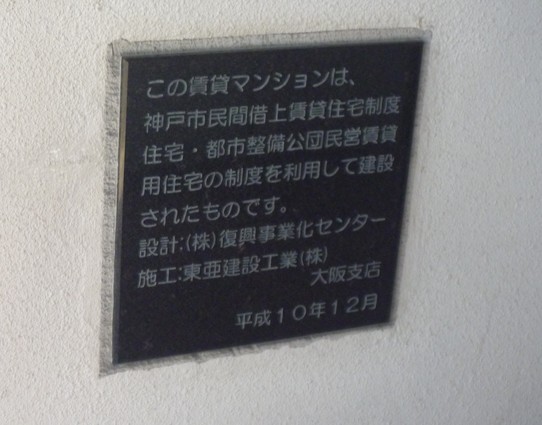 この賃貸マンションは、
神戸市民間借上賃貸住宅制度
住宅・都市整備公団民営賃貸
用住宅の制度を利用して建設
されたものです。
設計:(株)復興事業化センター
施工:東亜建設工業(株)
大阪支店
平成10年12月